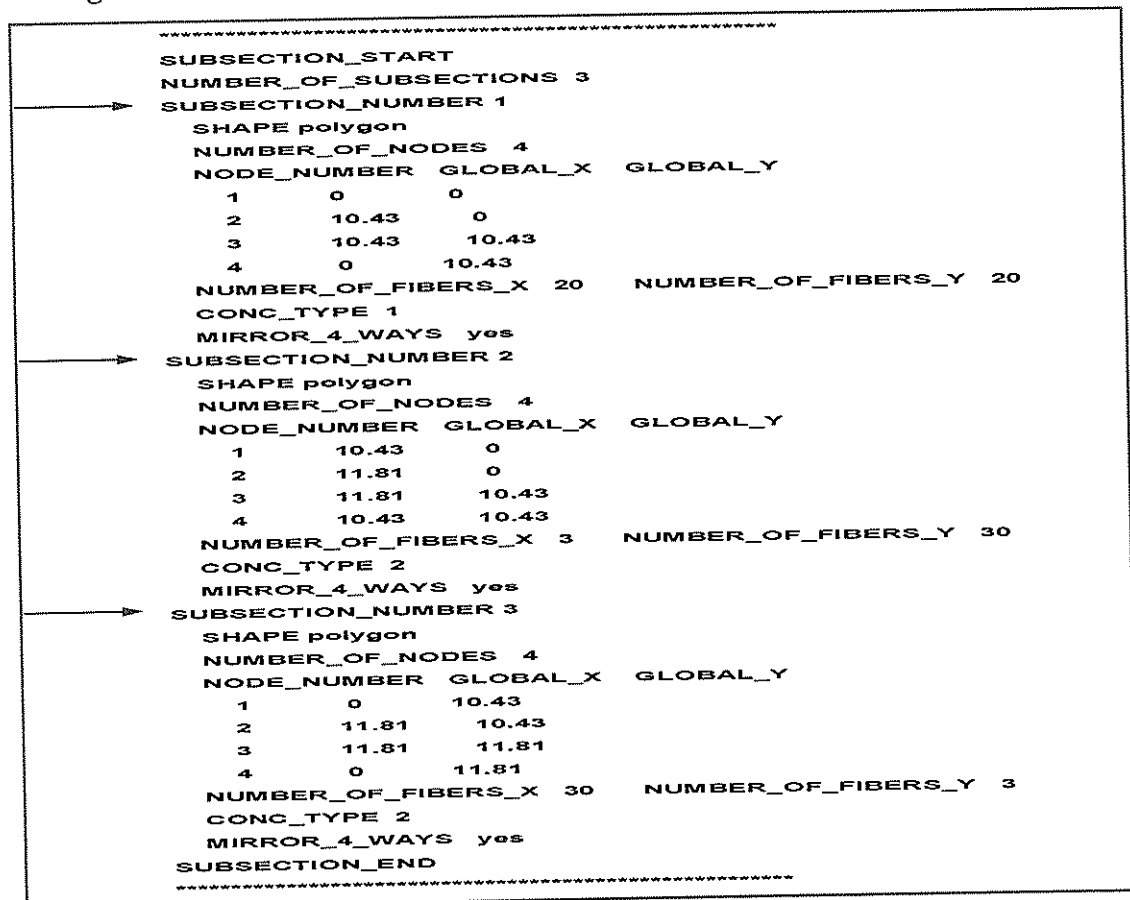 ************************************************************
SUBSECTION_START
NUMBER_OF_SUBSECTIONS 3
SUBSECTION_NUMBER 1
SHAPE polygon
NUMBER_OF_NODES 4
NODE_NUMBER GLOBAL_X GLOBAL_Y
1 0 0
2 10.43 0
3 10.43 10.43
4 0 10.43
NUMBER_OF_FIBERS_X 20 NUMBER_OF_FIBERS_Y 20
CONC_TYPE 1
MIRROR_4_WAYS yes
SUBSECTION_NUMBER 2
SHAPE polygon
NUMBER_OF_NODES 4
NODE_NUMBER GLOBAL_X GLOBAL_Y
1 10.43 0
2 11.81 0
3 11.81 10.43
4 10.43 10.43
NUMBER_OF_FIBERS_X 3 NUMBER_OF_FIBERS_Y 30
CONC_TYPE 2
MIRROR_4_WAYS yes
SUBSECTION_NUMBER 3
SHAPE polygon
NUMBER_OF_NODES 4
NODE_NUMBER GLOBAL_X GLOBAL_Y
1 0 10.43
2 11.81 10.43
3 11.81 11.81
4 0 11.81
NUMBER_OF_FIBERS_X 30 NUMBER_OF_FIBERS_Y 3
CONC_TYPE 2
MIRROR_4_WAYS yes
SUBSECTION_END
************************************************************